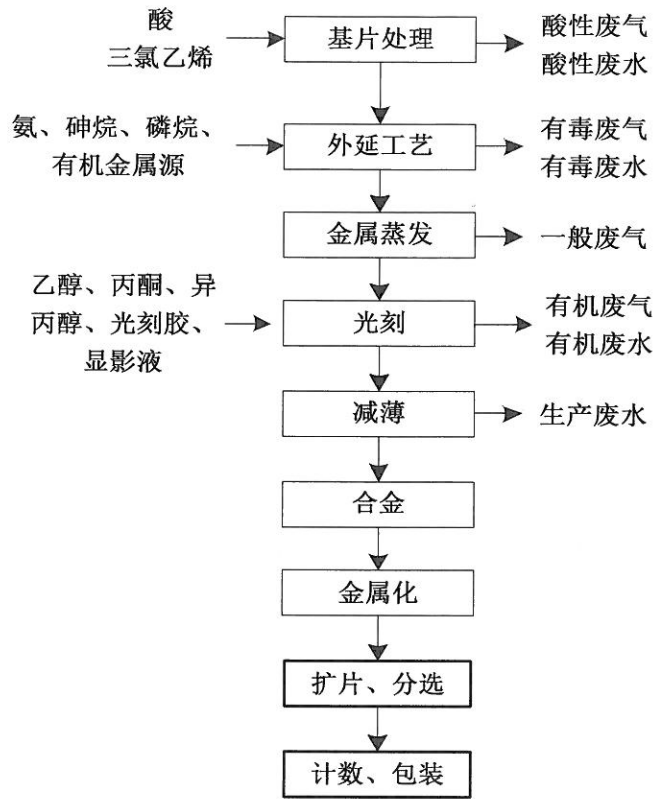 酸
三氯乙烯
基片处理
酸性废气
酸性废水
氨、砷烷、磷烷、
有机金属源
外延工艺
有毒废气
有毒废水
金属蒸发
一般废气
乙醇、丙酮、异
丙醇、光刻胶、
显影液
光刻
有机废气
有机废水
减薄
生产废水
合金
金属化
扩片、分选
计数、包装